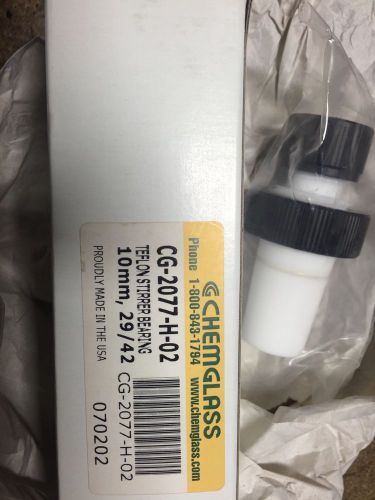 CHEMGLASS
Phone 1-800-843-1794 www.chemglass.com
CG-2077-H-02
TEFLON STIRRER BEARING
10mm, 29/42
PROUDLY MADE IN THE USA
CG-2077-H-02
070202